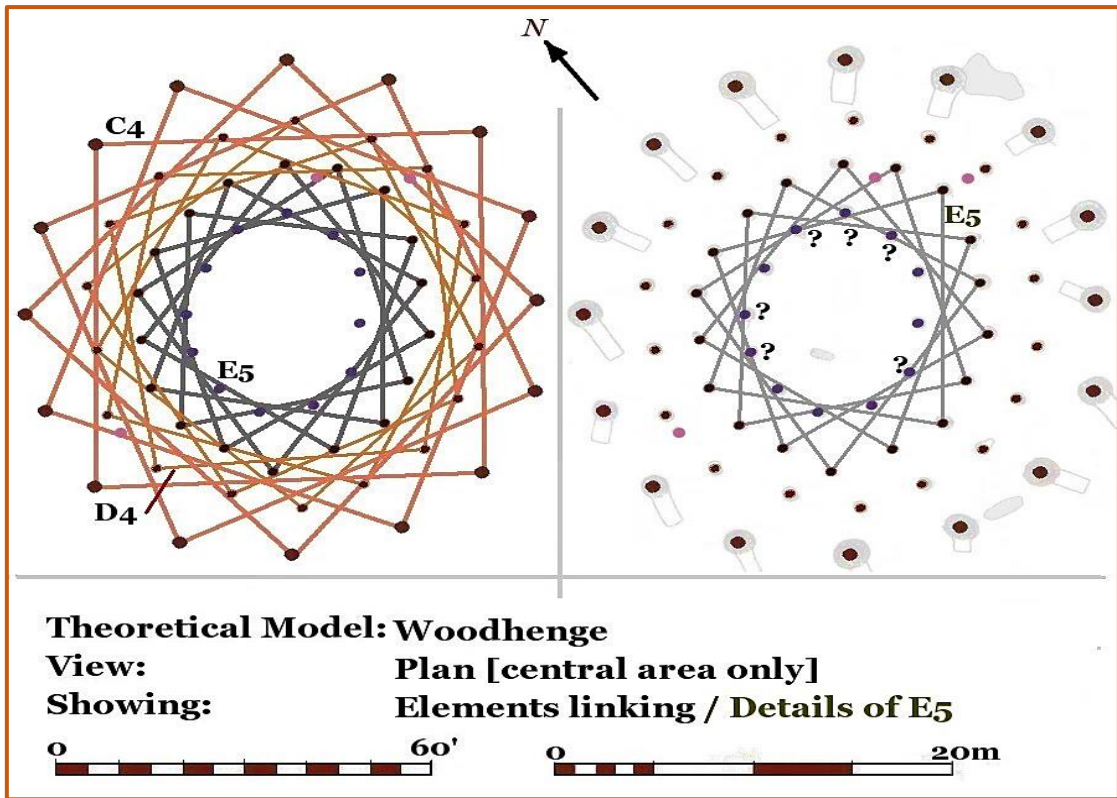 N
C4
E5
D4
E5
? ? ?
?
?
?
Theoretical Model: Woodhenge
View: Plan [central area only]
Showing: Elements linking / Details of E5
0 60' 0 20m